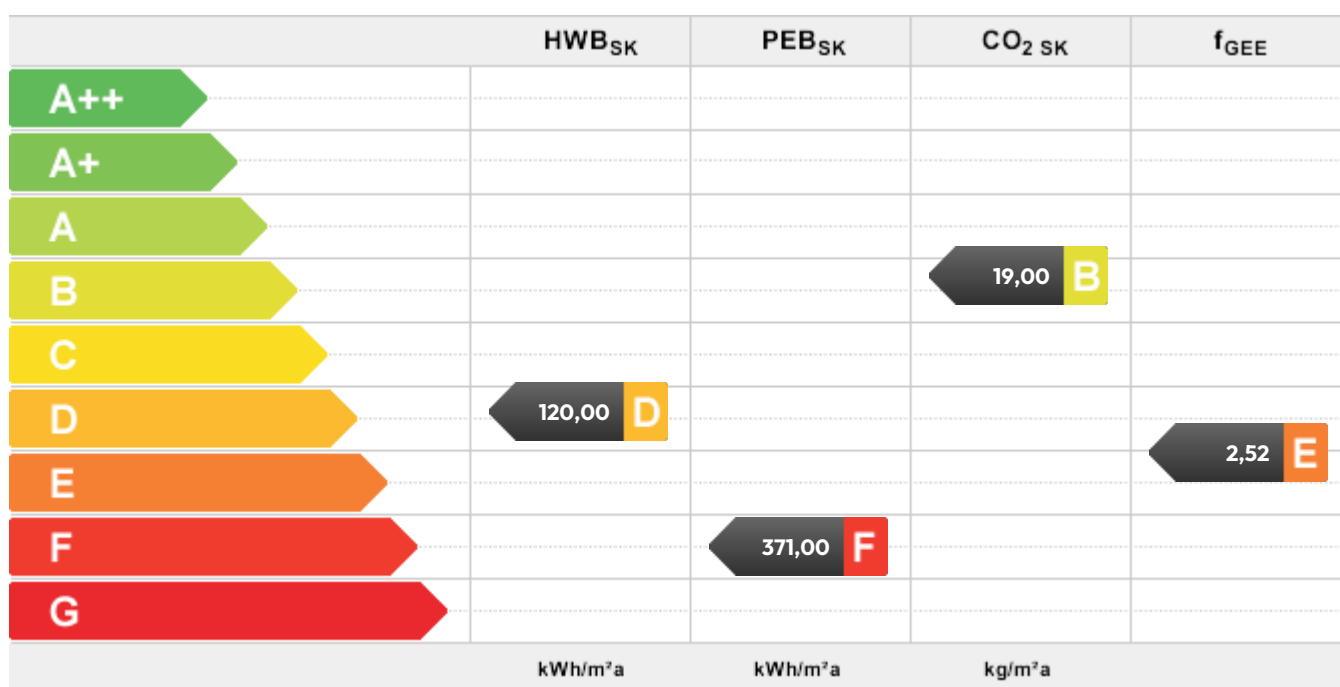 HWBSK PEBSK CO2 SK fGEE
A++
A+
A
B 19,00 B
C
D 120,00 D
E 2,52 E
F 371,00 F
G
kWh/m²a kWh/m²a kg/m²a